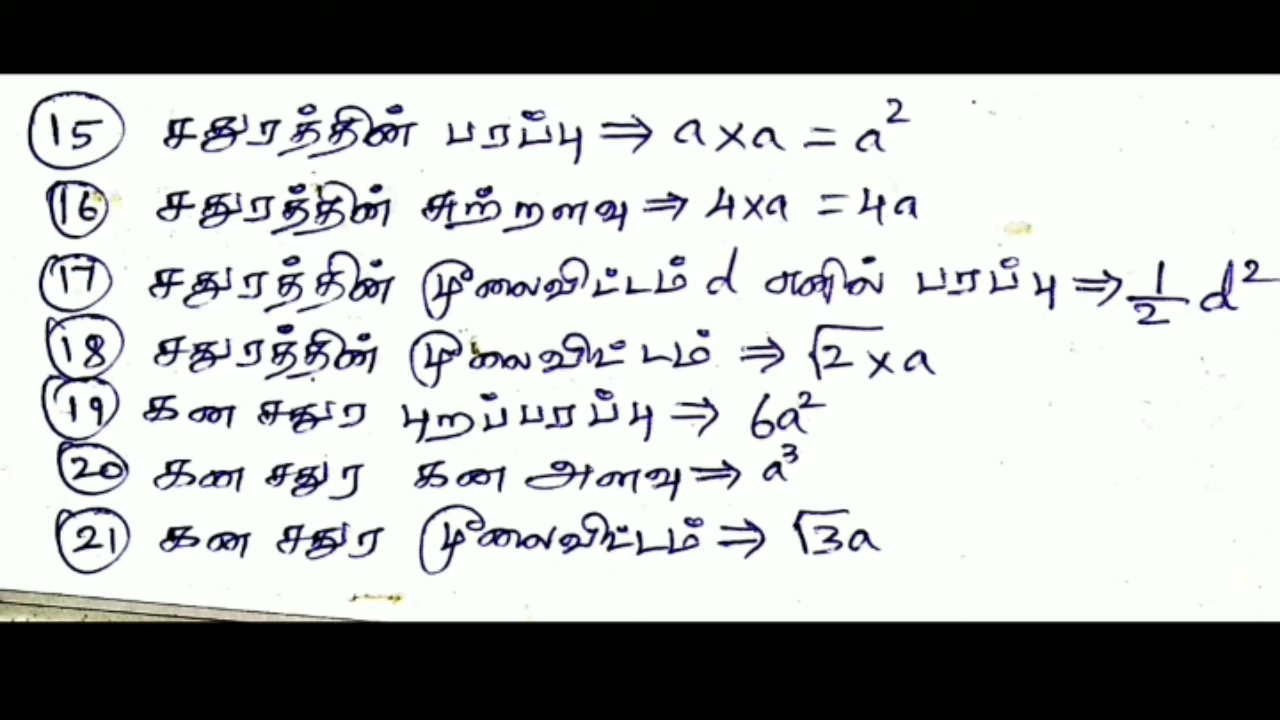 15 சதுரத்தின் பரப்பு ⇒ a x a = a²
16 சதுரத்தின் சுற்றளவு ⇒ 4xa = 4a
17 சதுரத்தின் மூலைவிட்டம் d எனில் பரப்பு ⇒ 1/2 d²
18 சதுரத்தின் மூலைவிட்டம் ⇒ √2 x a
19 கன சதுர புறப்பரப்பு ⇒ 6a²
20 கன சதுர கன அளவு ⇒ a³
21 கன சதுர மூலைவிட்டம் ⇒ √3a